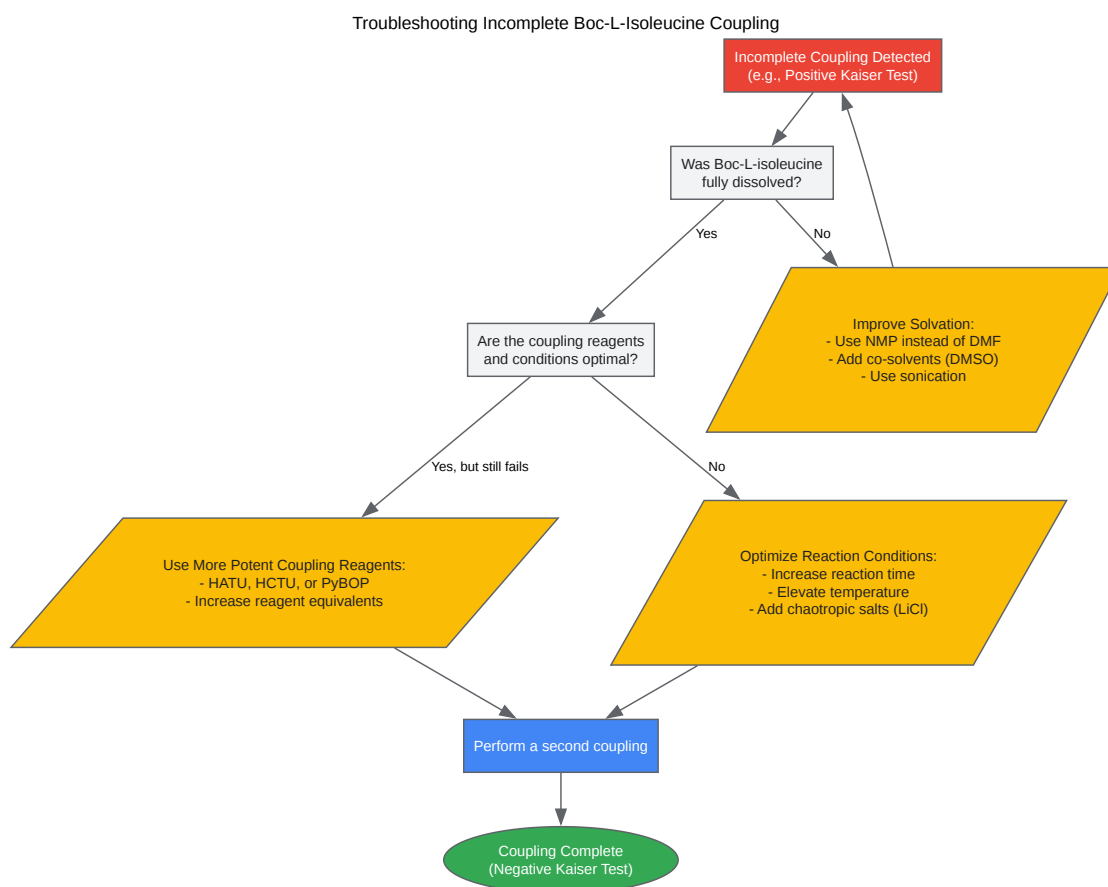 Troubleshooting Incomplete Boc-L-Isoleucine Coupling
Incomplete Coupling Detected
(e.g., Positive Kaiser Test)
Was Boc-L-isoleucine
fully dissolved?
Yes
No
Improve Solvation:
- Use NMP instead of DMF
- Add co-solvents (DMSO)
- Use sonication
Are the coupling reagents
and conditions optimal?
Yes, but still fails
No
Use More Potent Coupling Reagents:
- HATU, HCTU, or PyBOP
- Increase reagent equivalents
Optimize Reaction Conditions:
- Increase reaction time
- Elevate temperature
- Add chaotropic salts (LiCl)
Perform a second coupling
Coupling Complete
(Negative Kaiser Test)